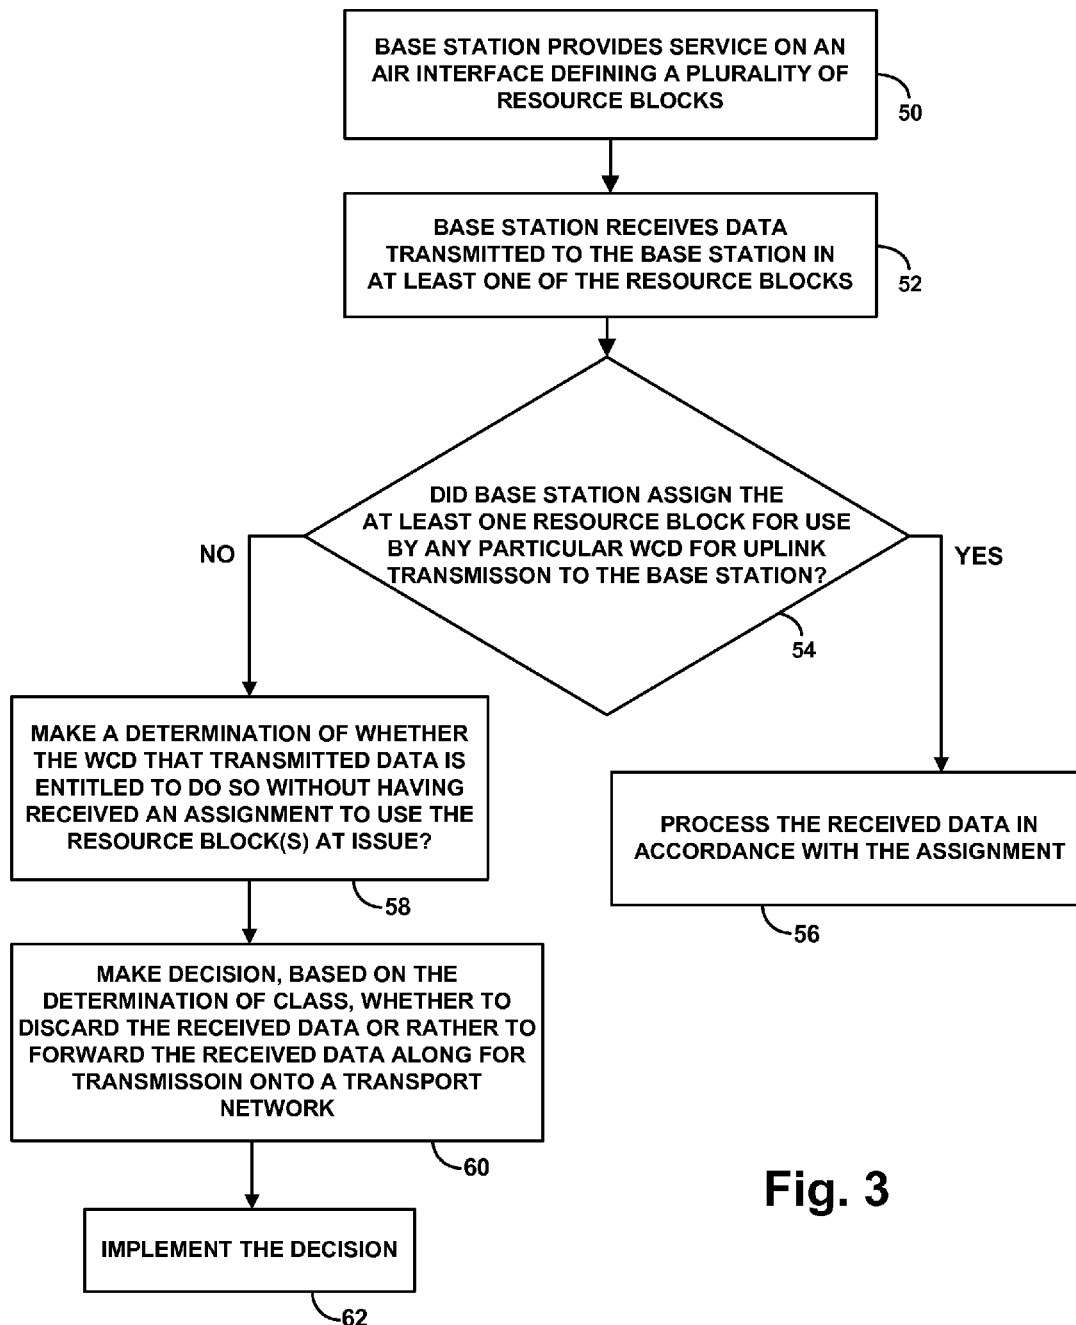 BASE STATION PROVIDES SERVICE ON AN
AIR INTERFACE DEFINING A PLURALITY OF
RESOURCE BLOCKS
50
BASE STATION RECEIVES DATA
TRANSMITTED TO THE BASE STATION IN
AT LEAST ONE OF THE RESOURCE BLOCKS
52
DID BASE STATION ASSIGN THE
AT LEAST ONE RESOURCE BLOCK FOR USE
BY ANY PARTICULAR WCD FOR UPLINK
TRANSMISSON TO THE BASE STATION?
54
NO
YES
MAKE A DETERMINATION OF WHETHER
THE WCD THAT TRANSMITTED DATA IS
ENTITLED TO DO SO WITHOUT HAVING
RECEIVED AN ASSIGNMENT TO USE THE
RESOURCE BLOCK(S) AT ISSUE?
58
PROCESS THE RECEIVED DATA IN
ACCORDANCE WITH THE ASSIGNMENT
56
MAKE DECISION, BASED ON THE
DETERMINATION OF CLASS, WHETHER TO
DISCARD THE RECEIVED DATA OR RATHER TO
FORWARD THE RECEIVED DATA ALONG FOR
TRANSMISSOIN ONTO A TRANSPORT
NETWORK
60
IMPLEMENT THE DECISION
62
Fig. 3